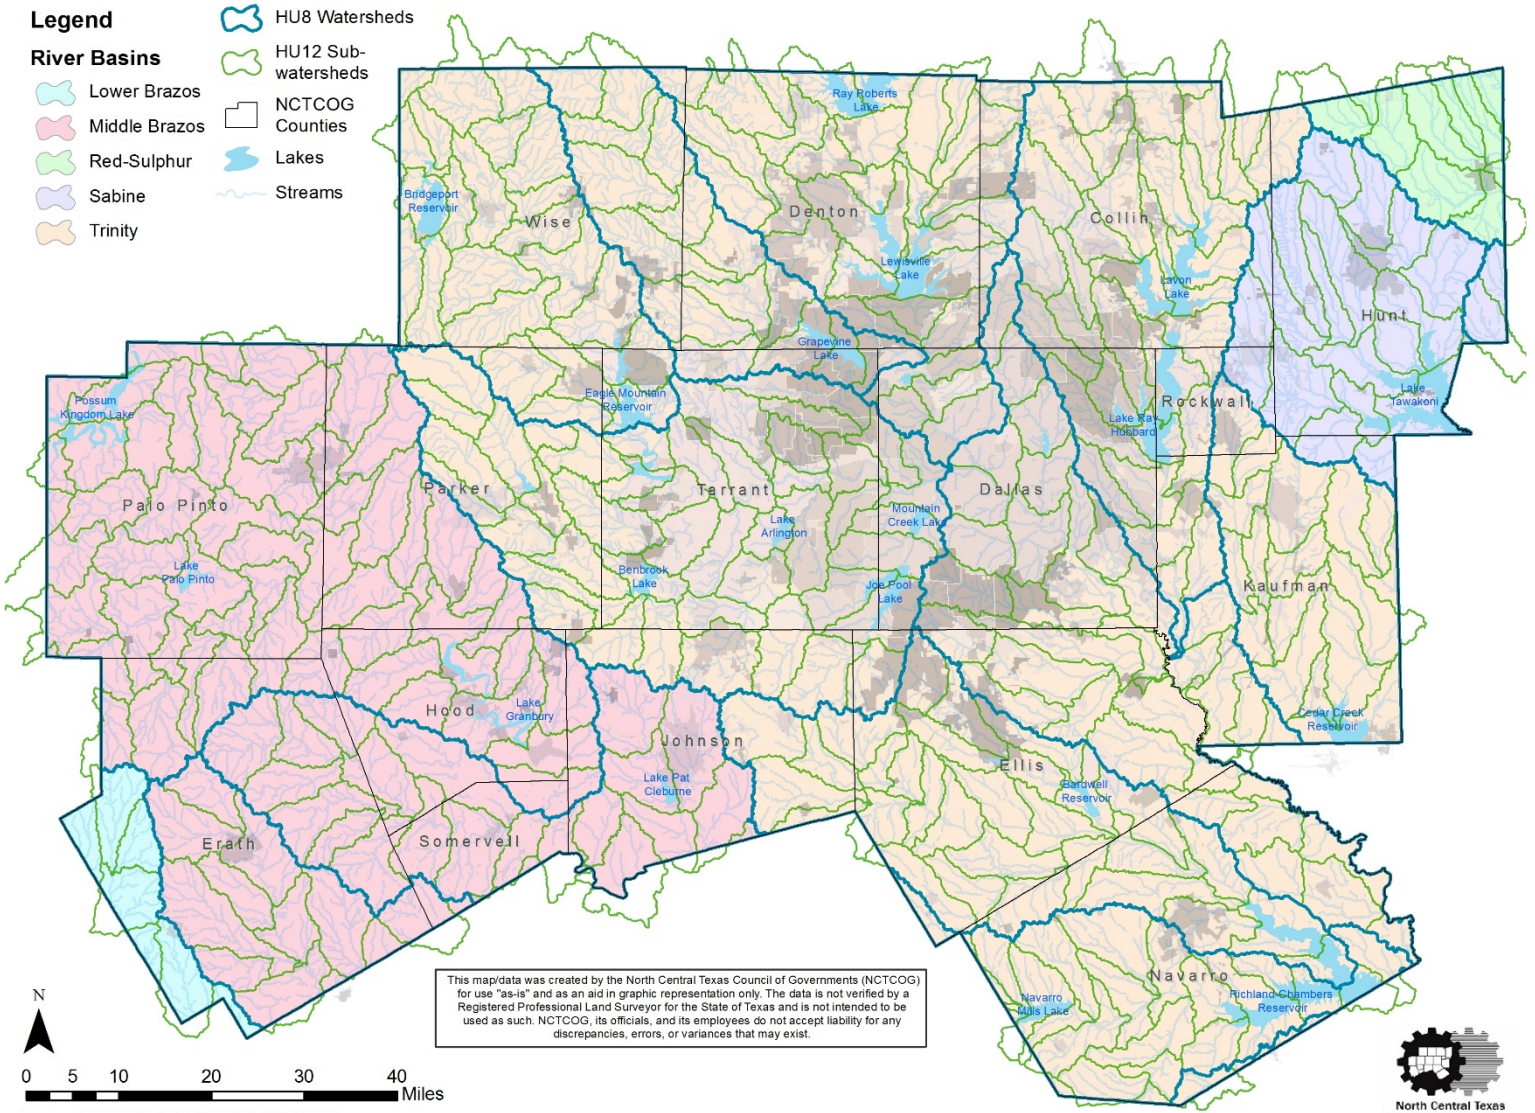 Legend
River Basins
Lower Brazos
Middle Brazos
Red-Sulphur
Sabine
Trinity
HU8 Watersheds
HU12 Sub-
watersheds
NCTCOG
Counties
Lakes
Streams
Ray Roberts
Lake
Bridgeport
Reservoir
Wise
Denton
Collin
Lewisville
Lake
Lavon
Lake
Hunt
Grapevine
Lake
Eagle Mountain
Reservoir
Possum
Kingdom Lake
Lake
Tawakoni
Rockwall
Lake Ray
Hubbard
Palo Pinto
Parker
Tarrant
Dallas
Lake
Arlington
Mountain
Creek Lake
Lake
Palo Pinto
Benbrook
Lake
Joe Pool
Lake
Kaufman
Hood
Lake
Granbury
Johnson
Cedar Creek
Reservoir
Ellis
Lake Pat
Cleburne
Bardwell
Reservoir
Erath
Somervell
Navarro
Navarro
Mills Lake
Richland-Chambers
Reservoir
This map/data was created by the North Central Texas Council of Governments (NCTCOG)
for use "as-is" and as an aid in graphic representation only. The data is not verified by a
Registered Professional Land Surveyor for the State of Texas and is not intended to be
used as such. NCTCOG, its officials, and its employees do not accept liability for any
discrepancies, errors, or variances that may exist.
N
0 5 10 20 30 40
Miles
North Central Texas